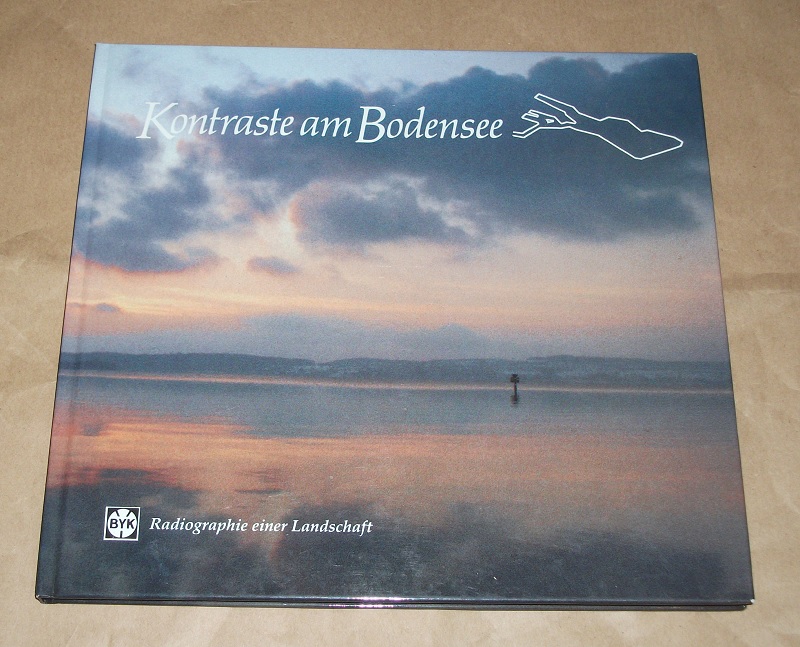 Kontraste am Bodensee
BYK
Radiographie einer Landschaft